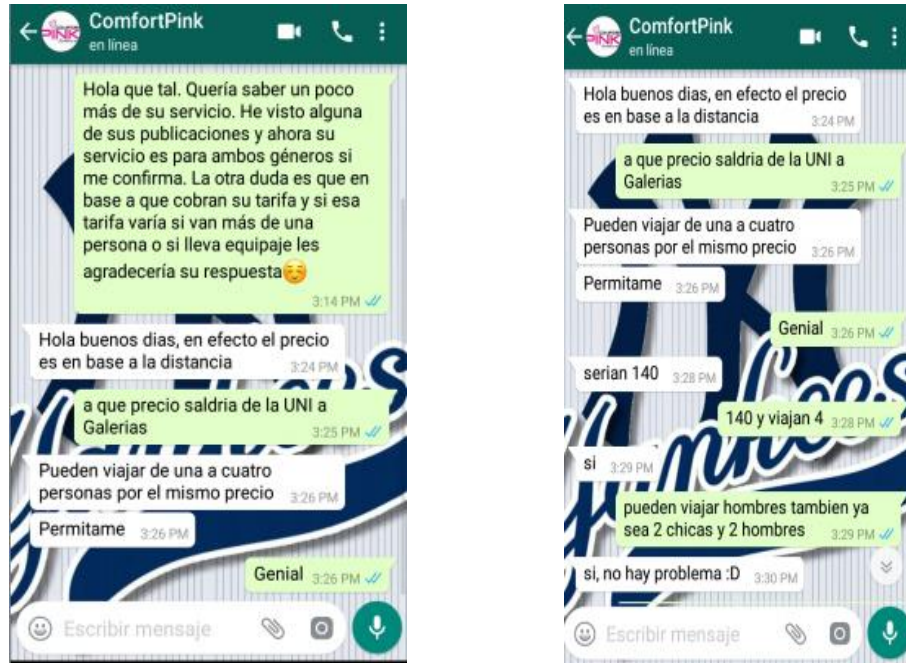 ComfortPink
en línea
Hola que tal. Quería saber un poco
más de su servicio. He visto alguna
de sus publicaciones y ahora su
servicio es para ambos géneros si
me confirma. La otra duda es que en
base a que cobran su tarifa y si esa
tarifa varía si van más de una
persona o si lleva equipaje les
agradecería su respuesta😌
3:14 PM
Hola buenos dias, en efecto el precio
es en base a la distancia 3:24 PM
a que precio saldria de la UNI a
Galerias 3:25 PM
Pueden viajar de una a cuatro
personas por el mismo precio 3:26 PM
Permitame 3:26 PM
Genial 3:26 PM
Escribir mensaje
ComfortPink
en línea
Hola buenos dias, en efecto el precio
es en base a la distancia 3:24 PM
a que precio saldria de la UNI a
Galerias 3:25 PM
Pueden viajar de una a cuatro
personas por el mismo precio 3:26 PM
Permitame 3:26 PM
Genial 3:26 PM
serian 140 3:28 PM
140 y viajan 4 3:28 PM
si 3:29 PM
pueden viajar hombres tambien ya
sea 2 chicas y 2 hombres 3:29 PM
si, no hay problema :D 3:30 PM
Escribir mensaje